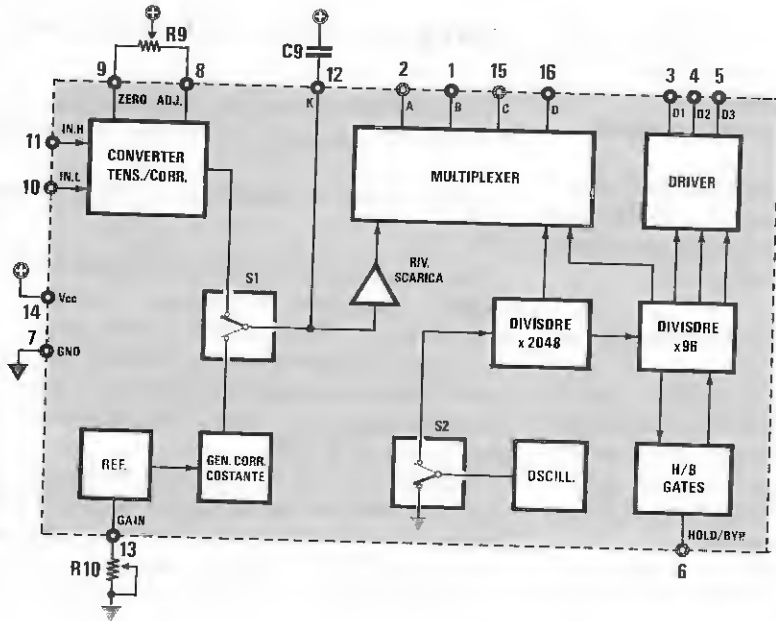 R9
C9
9
8
12
2
1
15
16
3
4
5
ZERO ADJ.
K
A
B
C
D
D1
D2
D3
11
IN.H
10
IN.L
CONVERTER
TENS./CORR.
MULTIPLEXER
DRIVER
RIV.
SCARICA
S1
14
Vcc
7
GND
DIVISORE
x 2048
DIVISORE
x96
S2
REF.
GEN. CORR.
COSTANTE
OSCILL.
H/B
GATES
GAIN
13
R10
HOLD/BYP.
6